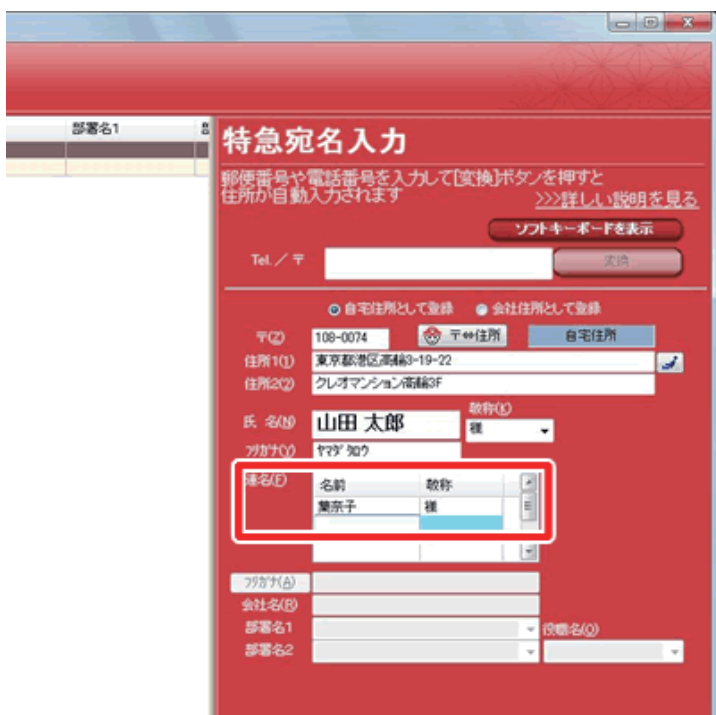 部署名1
特急宛名入力
郵便番号や電話番号を入力して[変換]ボタンを押すと
住所が自動入力されます
>>>詳しい説明を見る
ソフトキーボードを表示
Tel.／〒
変換
自宅住所として登録 会社住所として登録
〒(Z) 108-0074 〒⇔住所 自宅住所
住所1(1) 東京都港区高輪3-19-22
住所2(2) クレオマンション高輪3F
敬称(K)
氏 名(N) 山田 太郎 様
フリガナ(Y) ヤマダ タロウ
連名(F) 名前 敬称
葉奈子 様
フリガナ(A)
会社名(B)
部署名1 役職名(O)
部署名2